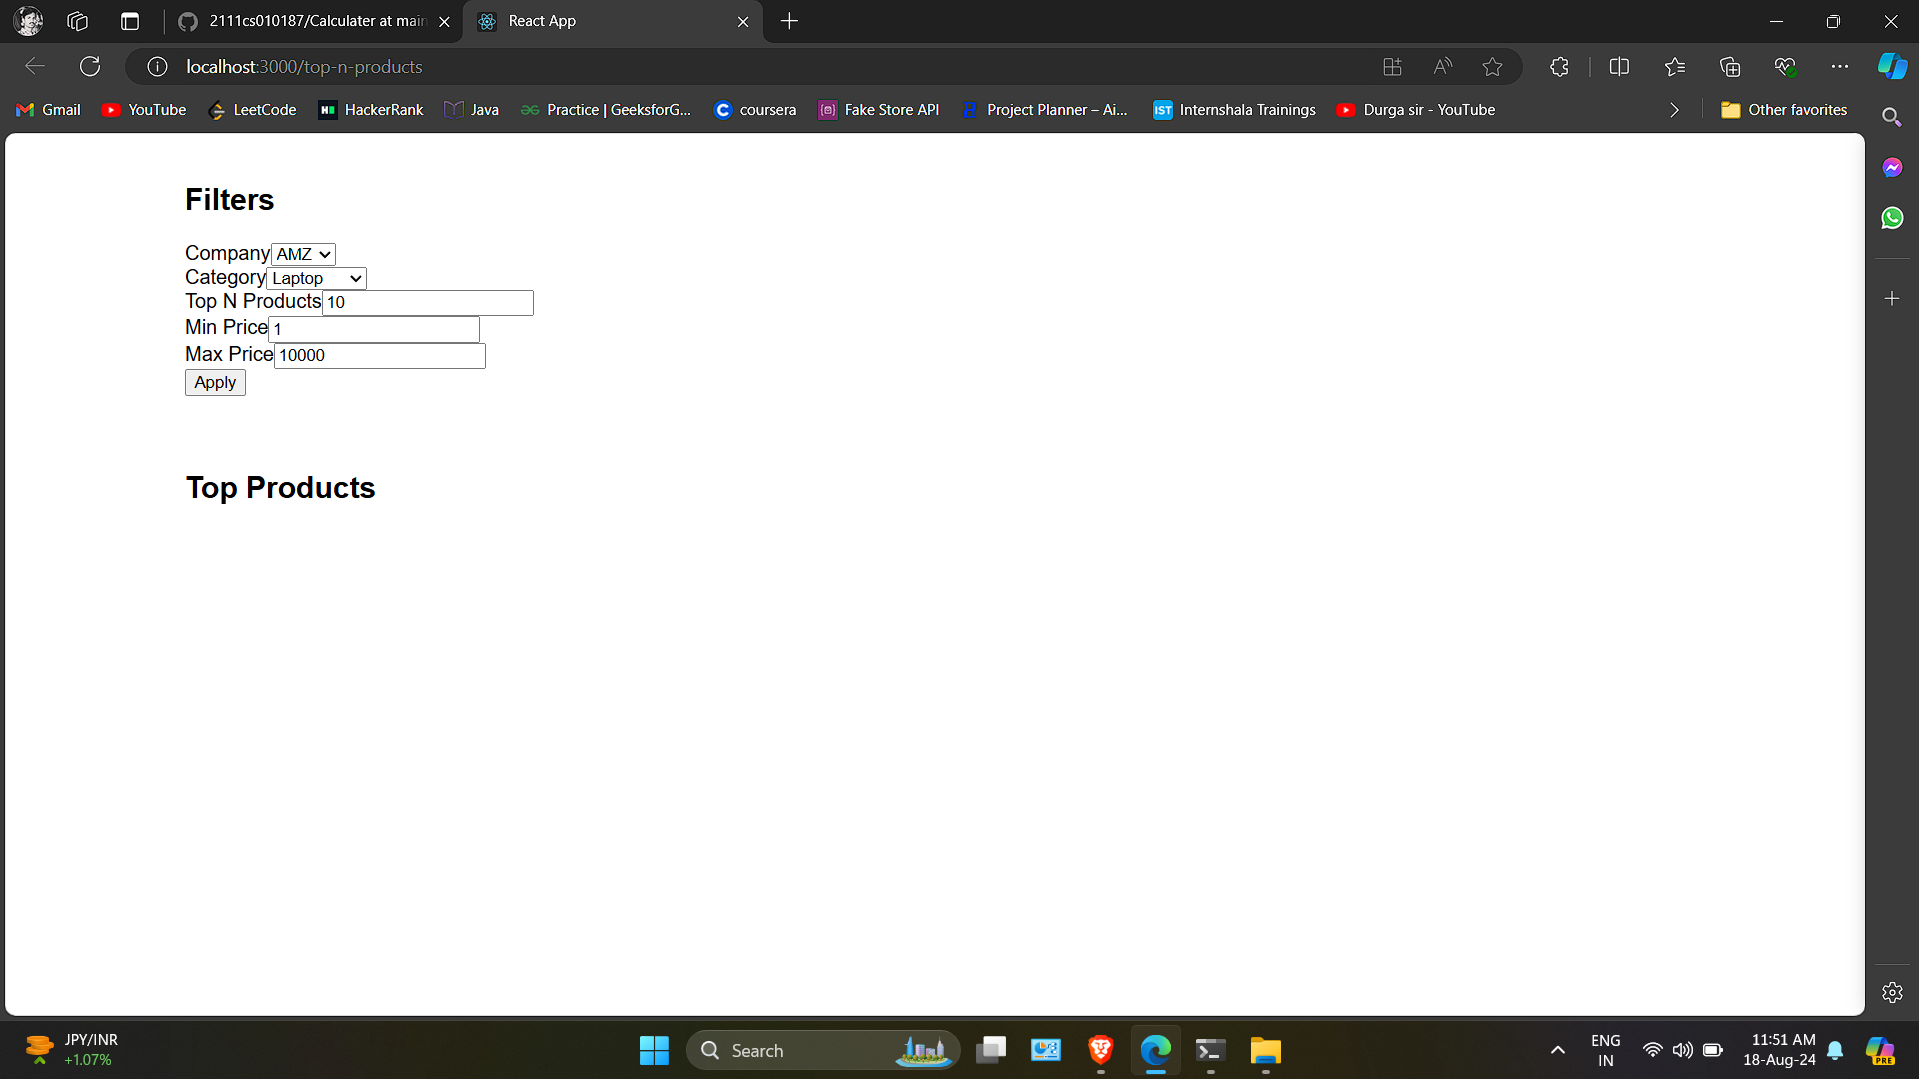 2111cs010187/Calculater at main
React App
localhost:3000/top-n-products
Gmail
YouTube
LeetCode
HackerRank
Java
Practice | GeeksforG...
coursera
Fake Store API
Project Planner – Ai...
IST
Internshala Trainings
Durga sir - YouTube
Other favorites
Filters
Company AMZ
Category Laptop
Top N Products 10
Min Price 1
Max Price 10000
Apply
Top Products
JPY/INR
+1.07%
Search
ENG
IN
11:51 AM
18-Aug-24
PRE